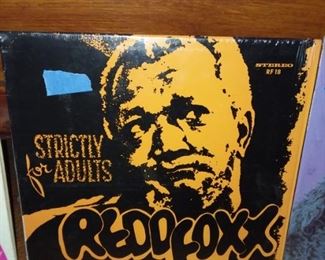 STEREO
RF 18
STRICTLY
for ADULTS
REDD FOXX